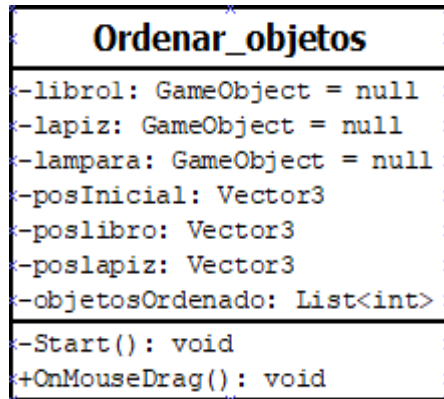 Ordenar_objetos
-librol: GameObject = null
-lapiz: GameObject = null
-lampara: GameObject = null
-posInicial: Vector3
-poslibro: Vector3
-poslapiz: Vector3
-objetosOrdenado: List<int>
-Start(): void
+OnMouseDrag(): void